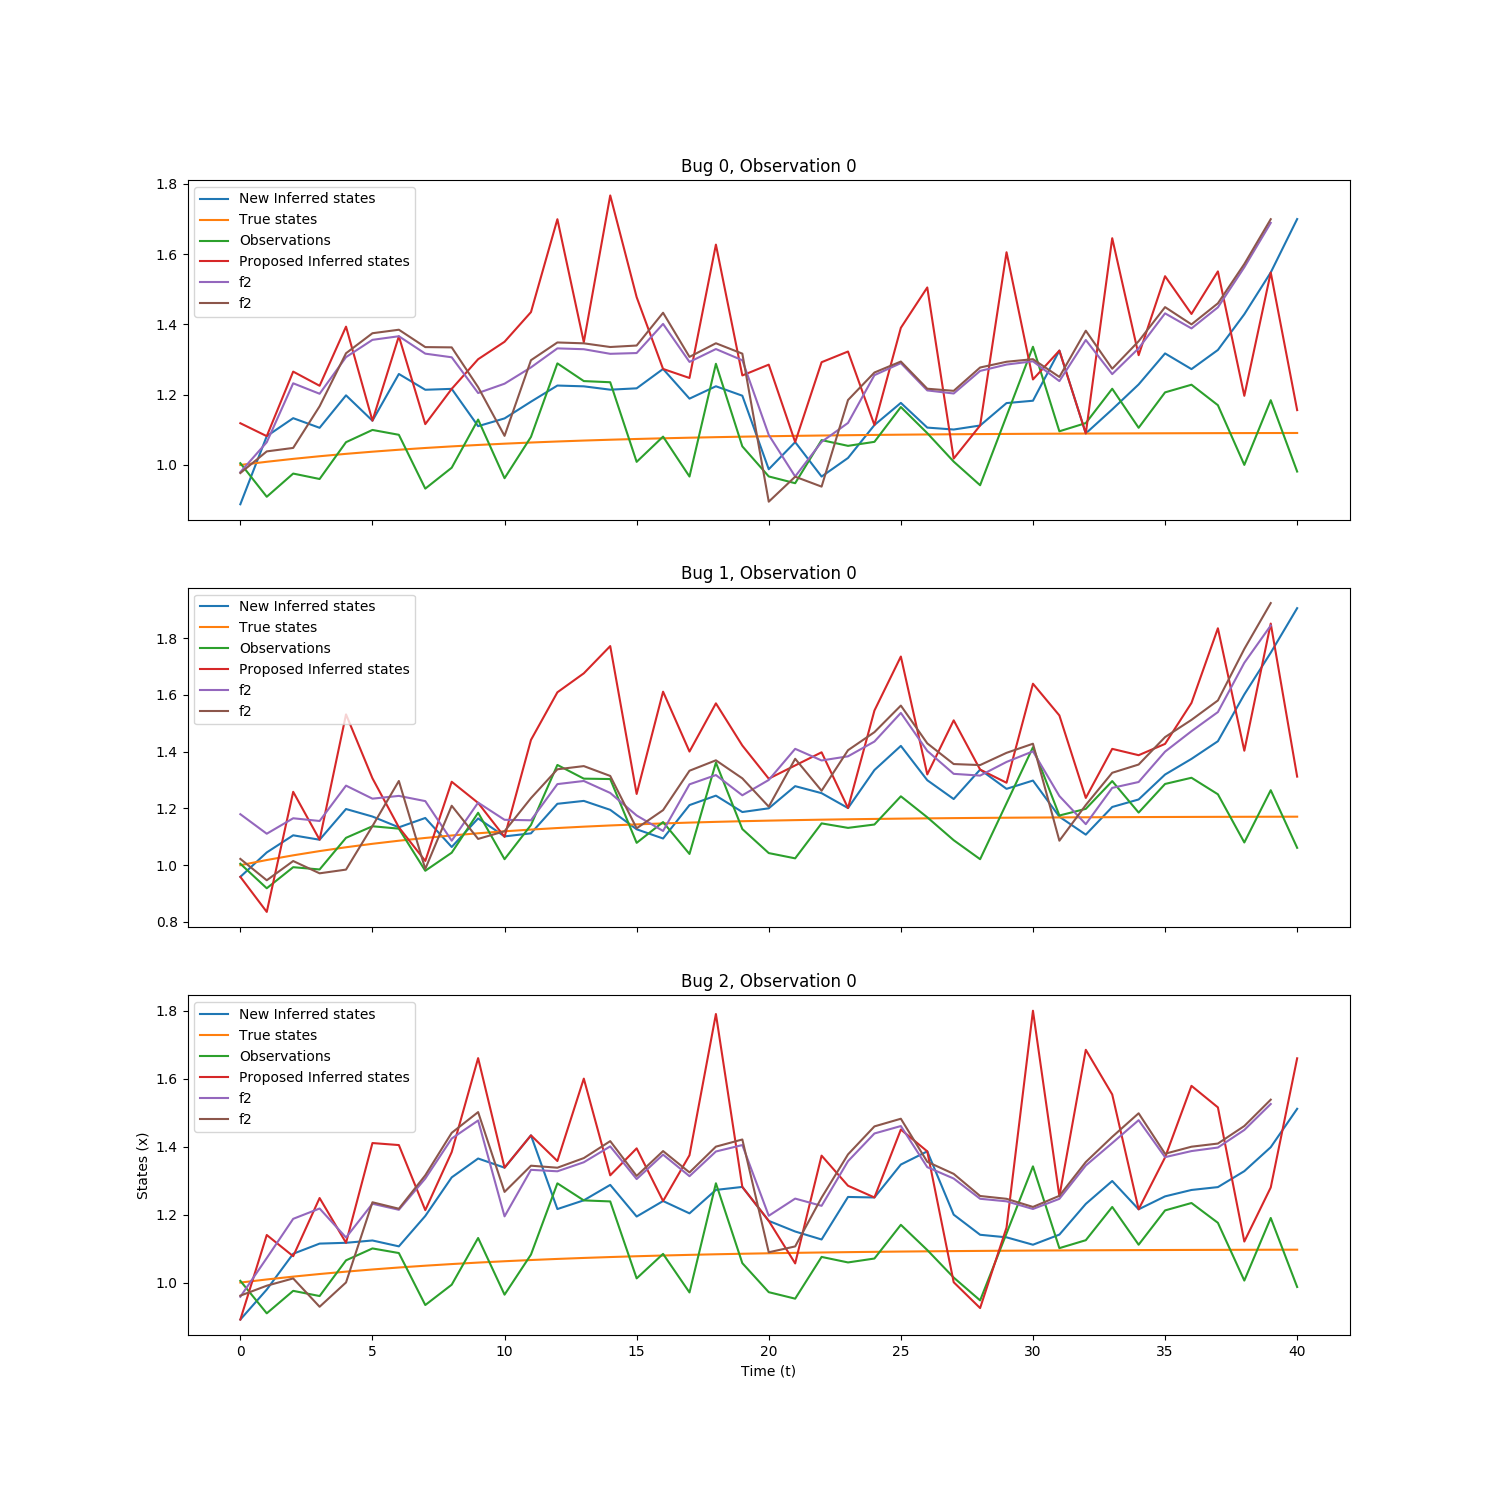 Bug 0, Observation 0
1.8
1.6
1.4
1.2
1.0
New Inferred states
True states
Observations
Proposed Inferred states
f2
f2
Bug 1, Observation 0
1.8
1.6
1.4
1.2
1.0
0.8
New Inferred states
True states
Observations
Proposed Inferred states
f2
f2
Bug 2, Observation 0
1.8
1.6
1.4
1.2
1.0
States (x)
New Inferred states
True states
Observations
Proposed Inferred states
f2
f2
0 5 10 15 20 25 30 35 40
Time (t)